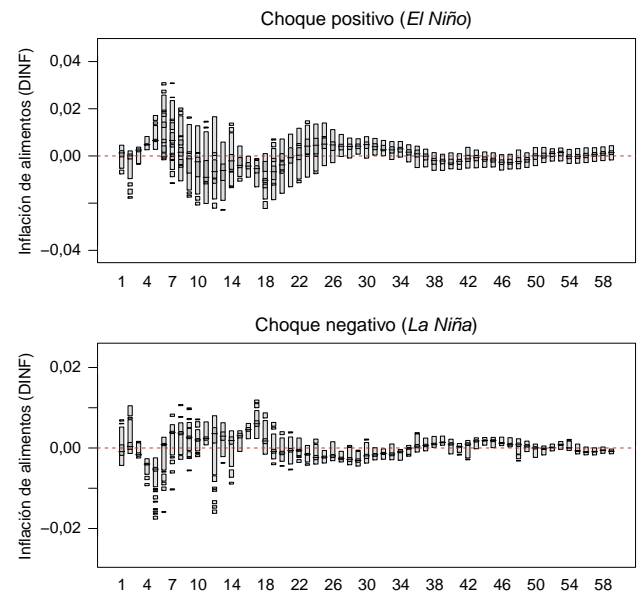 Choque positivo (El Niño)
Inflación de alimentos (DINF)
0,04
0,02
0,00
−0,04
1 4 7 10 14 18 22 26 30 34 38 42 46 50 54 58
Choque negativo (La Niña)
Inflación de alimentos (DINF)
0,02
0,00
−0,02
1 4 7 10 14 18 22 26 30 34 38 42 46 50 54 58